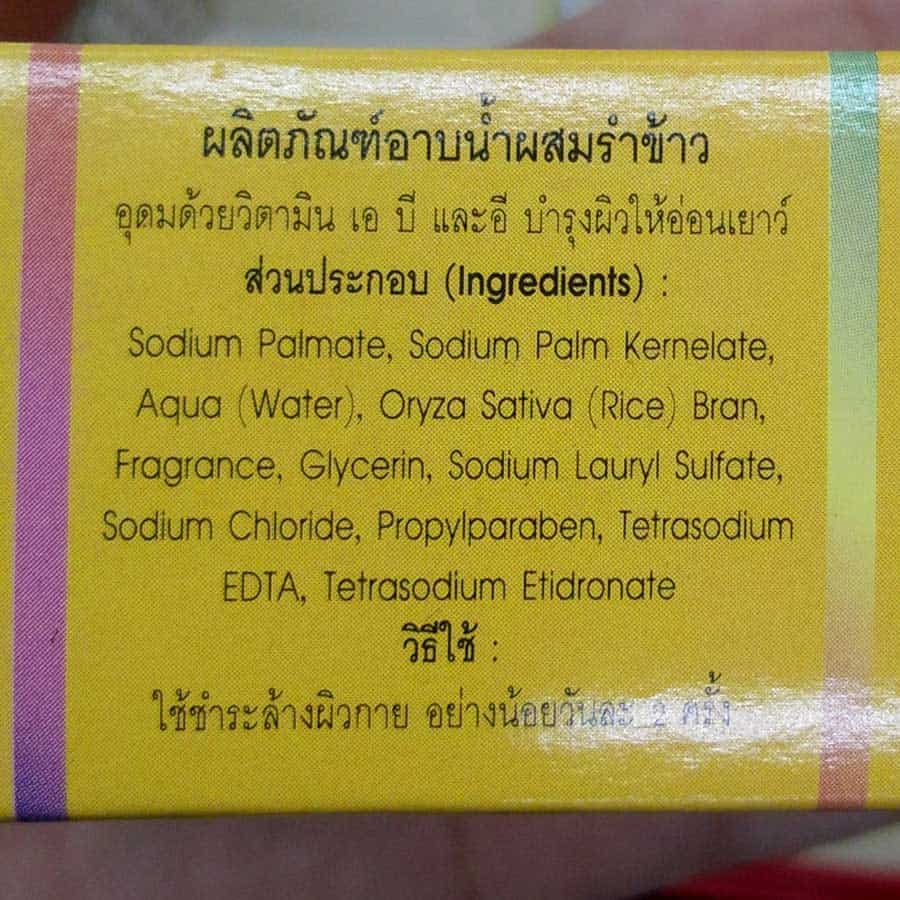 ผลิตภัณฑ์อาบน้ำผสมรำข้าว
อุดมด้วยวิตามิน เอ บี และอี บำรุงผิวให้อ่อนเยาว์
ส่วนประกอบ (Ingredients) :
Sodium Palmate, Sodium Palm Kernelate,
Aqua (Water), Oryza Sativa (Rice) Bran,
Fragrance, Glycerin, Sodium Lauryl Sulfate,
Sodium Chloride, Propylparaben, Tetrasodium
EDTA, Tetrasodium Etidronate
วิธีใช้ :
ใช้ชำระล้างผิวกาย อย่างน้อยวันละ 2 ครั้ง